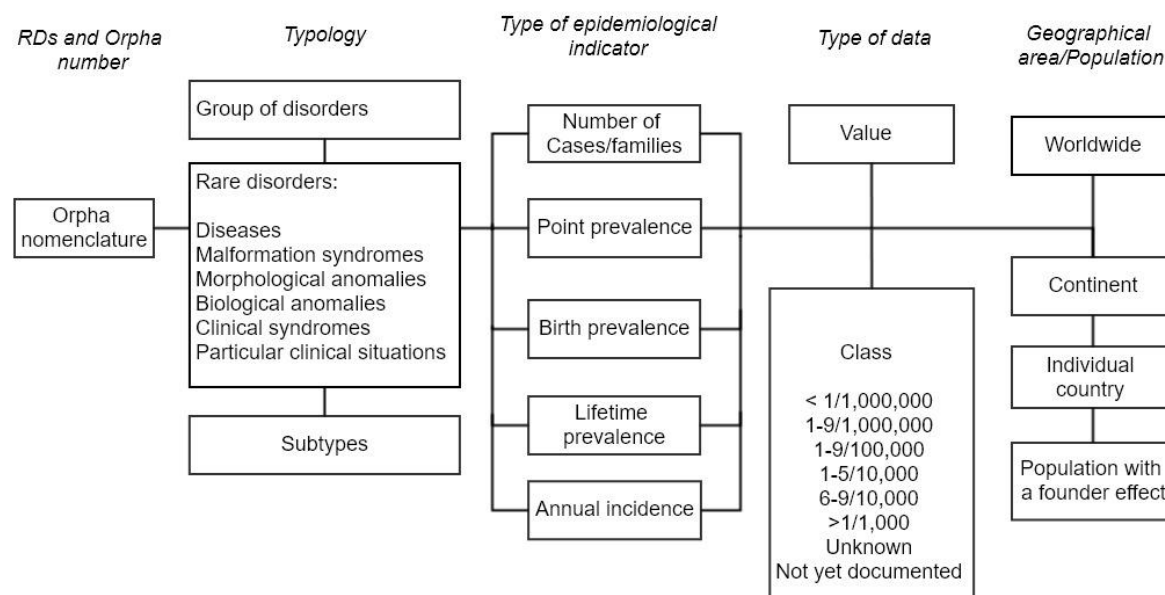 RDs and Orpha
number
Typology
Type of epidemiological
indicator
Type of data
Geographical
area/Population
Orpha
nomenclature
Group of disorders
Rare disorders:
Diseases
Malformation syndromes
Morphological anomalies
Biological anomalies
Clinical syndromes
Particular clinical situations
Subtypes
Number of
Cases/families
Point prevalence
Birth prevalence
Lifetime
prevalence
Annual incidence
Value
Class
< 1/1,000,000
1-9/1,000,000
1-9/100,000
1-5/10,000
6-9/10,000
>1/1,000
Unknown
Not yet documented
Worldwide
Continent
Individual
country
Population with
a founder effect